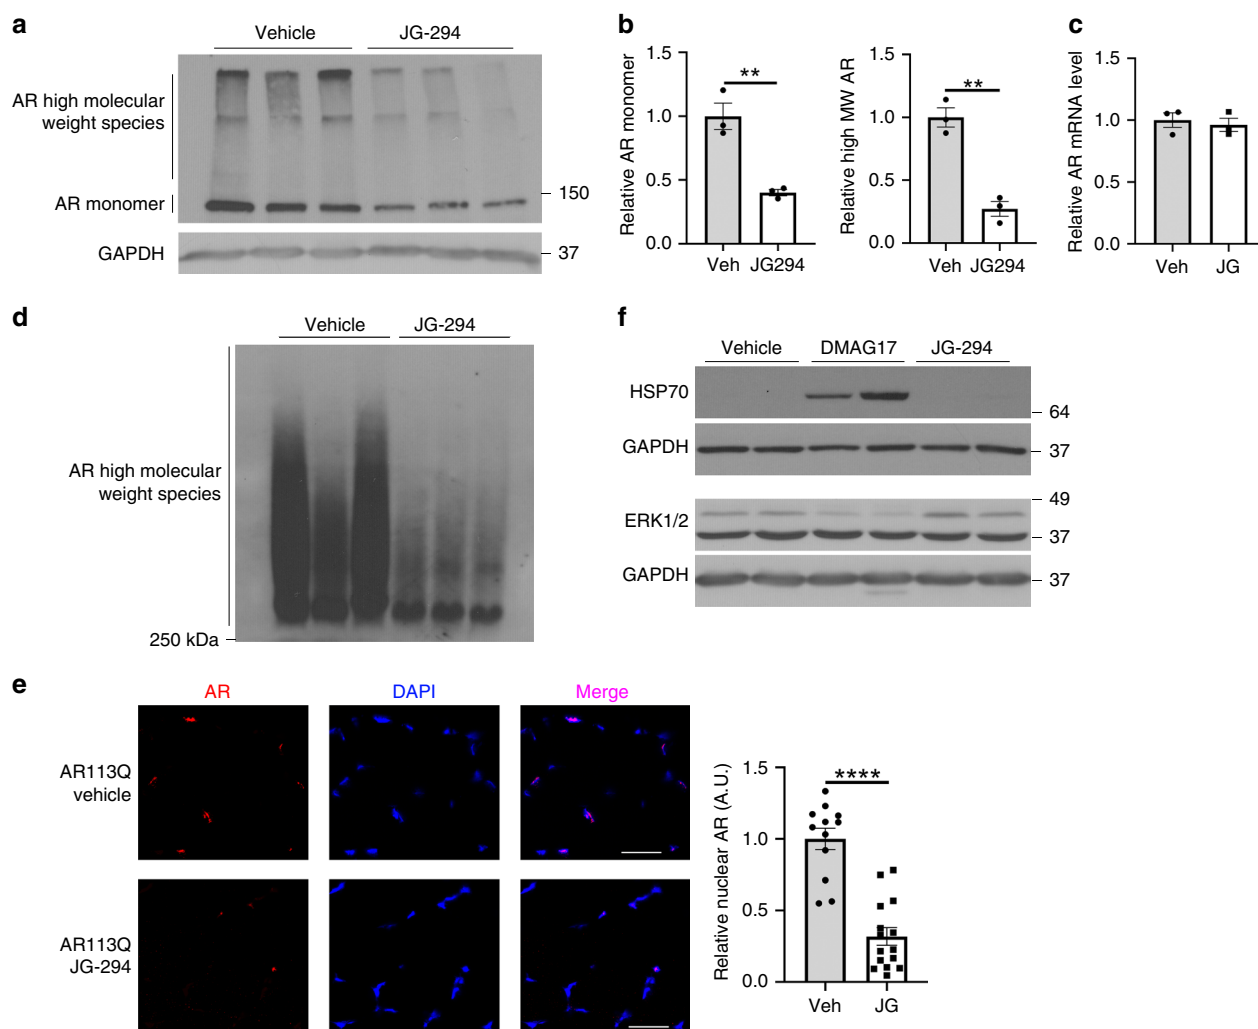 a
Vehicle
JG-294
AR high molecular
weight species
AR monomer
150
GAPDH
37
b
Relative AR monomer
1.5
1.0
0.5
0.0
**
Veh JG294
Relative high MW AR
1.5
1.0
0.5
0.0
**
Veh JG294
c
Relative AR mRNA level
1.5
1.0
0.5
0.0
Veh JG
d
Vehicle
JG-294
AR high molecular
weight species
250 kDa
f
Vehicle
DMAG17
JG-294
HSP70
64
GAPDH
37
49
ERK1/2
37
GAPDH
37
e
AR
DAPI
Merge
AR113Q
vehicle
AR113Q
JG-294
Relative nuclear AR (A.U.)
1.5
1.0
0.5
0.0
****
Veh JG